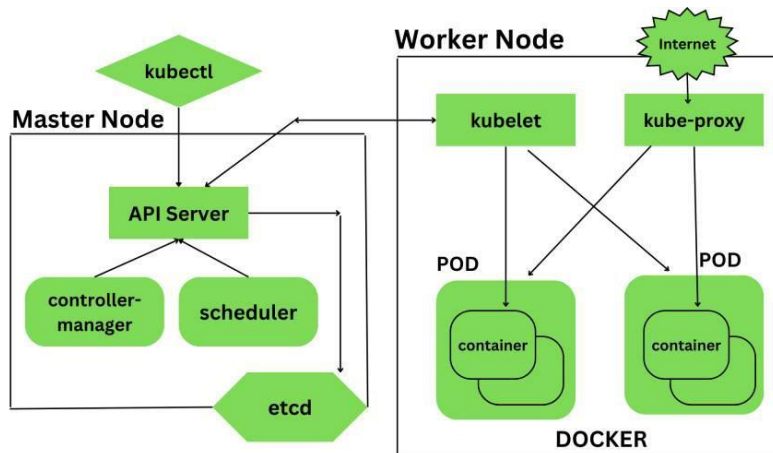 kubectl
Master Node
API Server
controller-
manager
scheduler
etcd
Worker Node
Internet
kubelet
kube-proxy
POD
POD
container
container
DOCKER